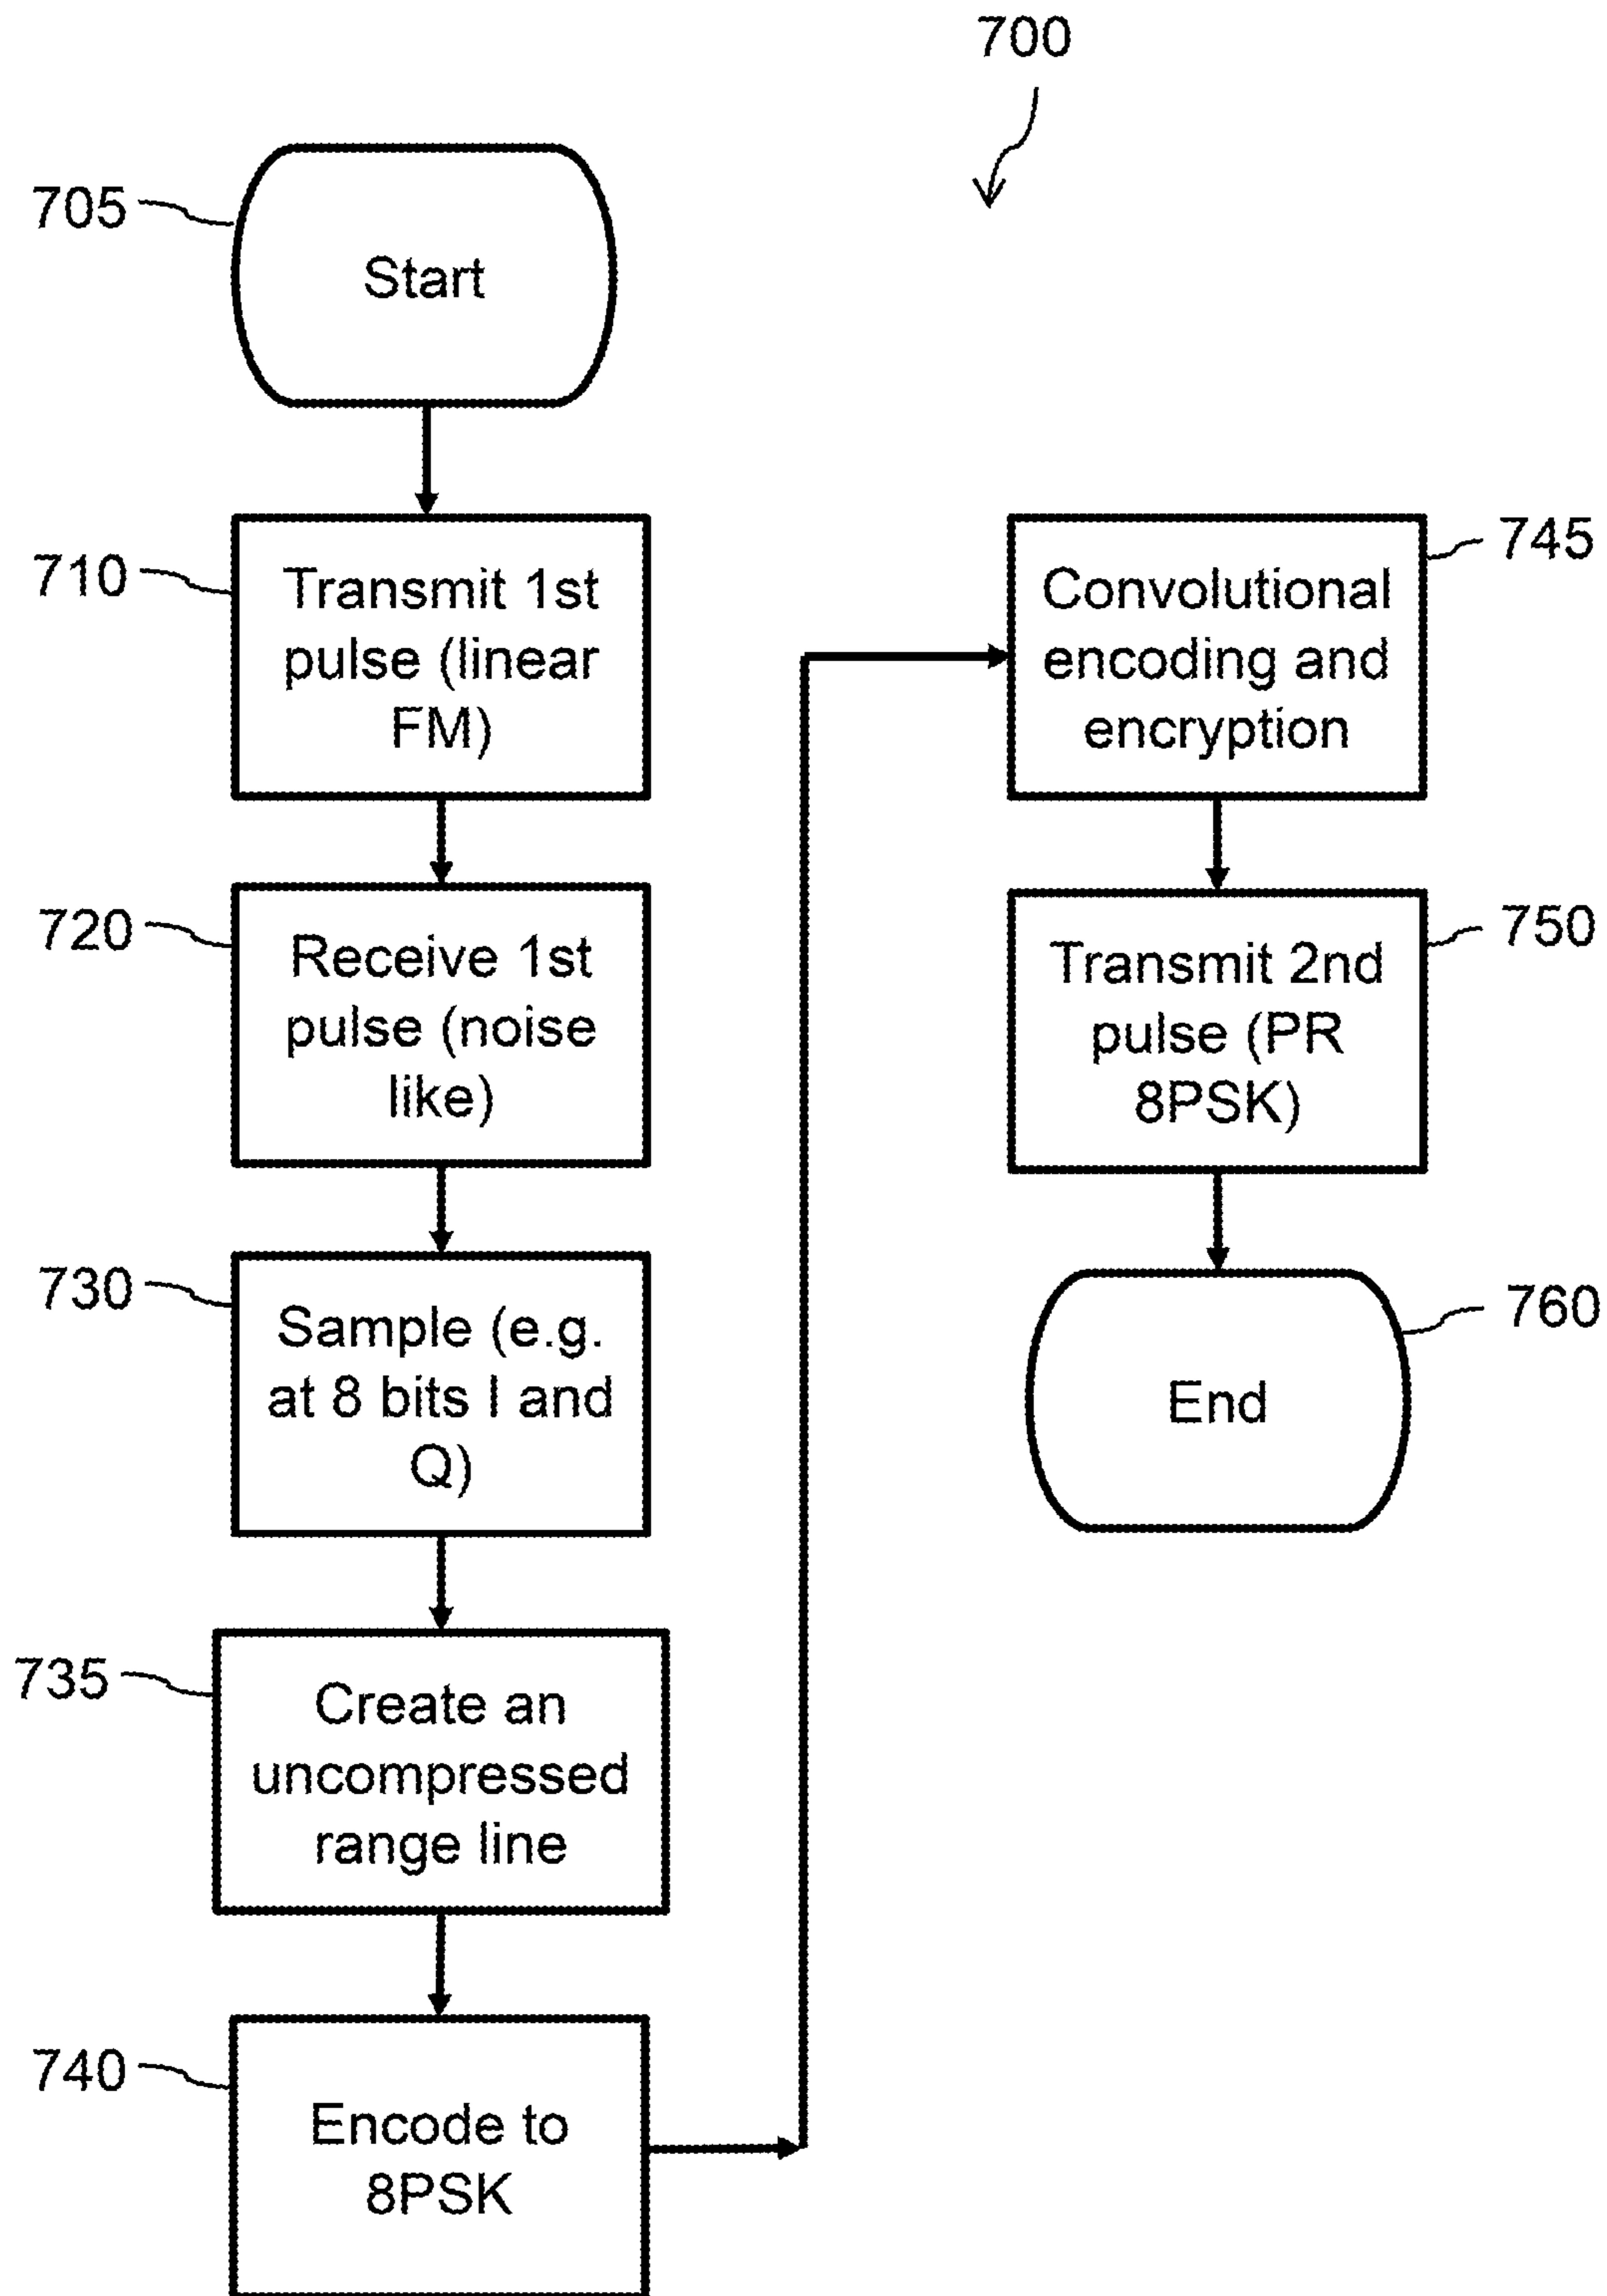 700
705
Start
710
Transmit 1st
pulse (linear
FM)
720
Receive 1st
pulse (noise
like)
730
Sample (e.g.
at 8 bits I and
Q)
735
Create an
uncompressed
range line
740
Encode to
8PSK
745
Convolutional
encoding and
encryption
750
Transmit 2nd
pulse (PR
8PSK)
760
End